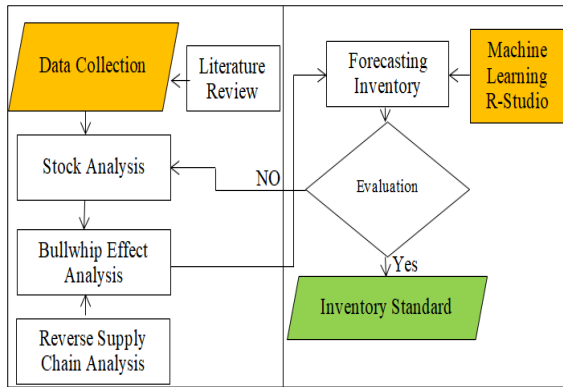 Data Collection
Literature
Review
Stock Analysis
Bullwhip Effect
Analysis
Reverse Supply
Chain Analysis
Forecasting
Inventory
Machine
Learning
R-Studio
NO
Evaluation
Yes
Inventory Standard